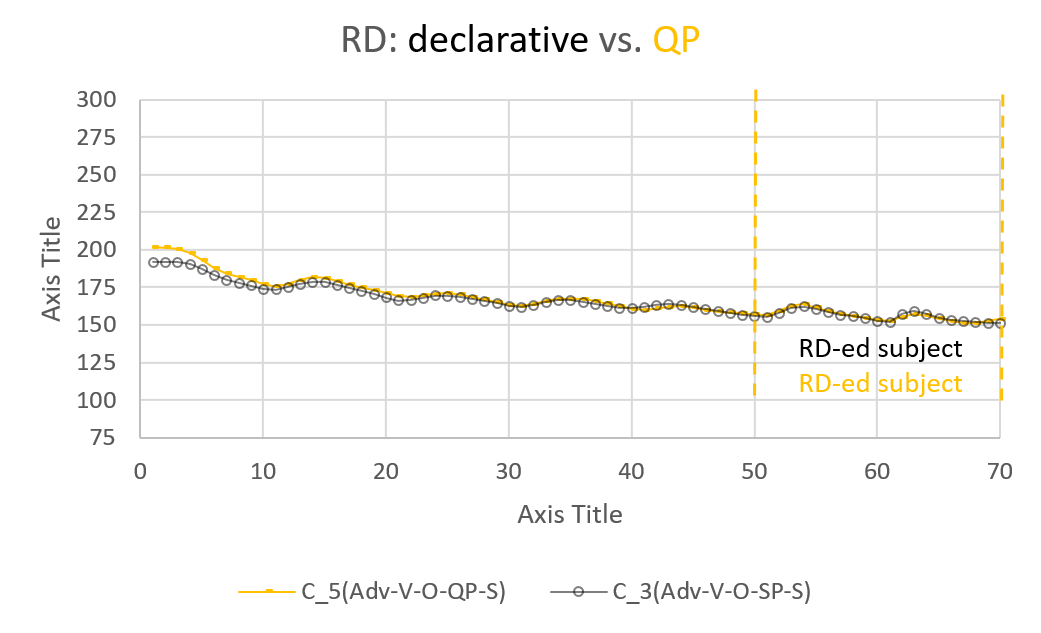 RD: declarative vs. QP
300
275
250
225
200
175
150
125
100
75
Axis Title
RD-ed subject
RD-ed subject
0 10 20 30 40 50 60 70
Axis Title
C_5(Adv-V-O-QP-S) C_3(Adv-V-O-SP-S)